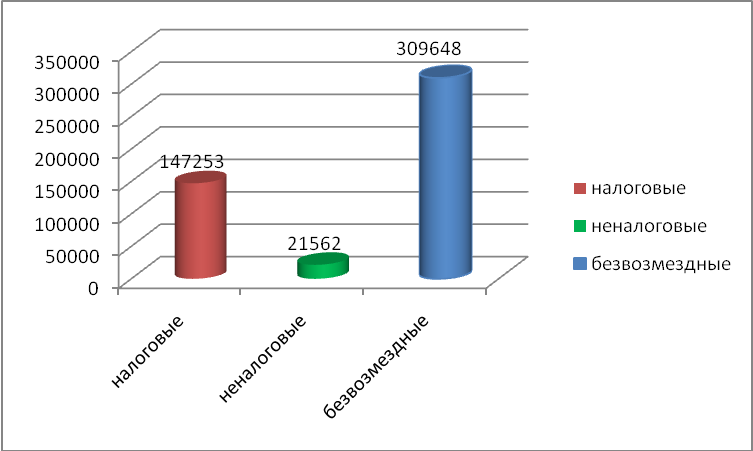 350000
300000
250000
200000
150000
100000
50000
0
147253
21562
309648
налоговые
неналоговые
безвозмездные
налоговые
неналоговые
безвозмездные